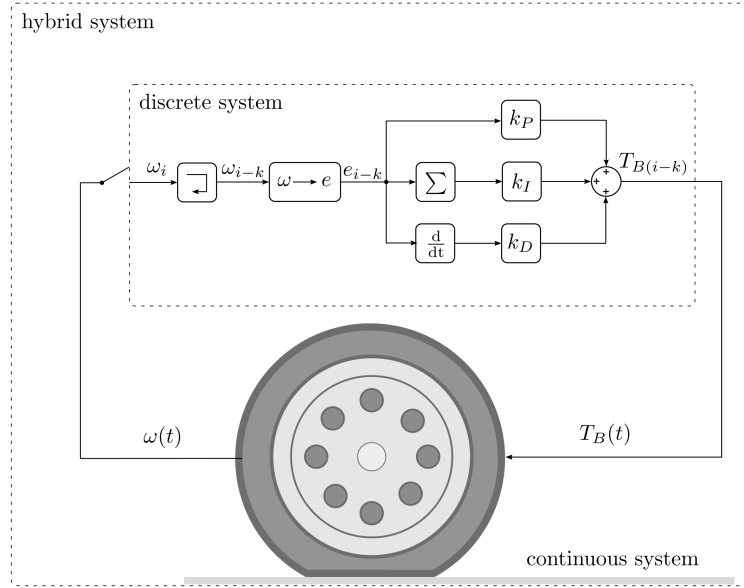 hybrid system
discrete system
k_P
ω_i
ω_{i−k}
ω → e
e_{i−k}
∑
k_I
+
+
+
T_{B(i−k)}
d/dt
k_D
ω(t)
T_B(t)
continuous system